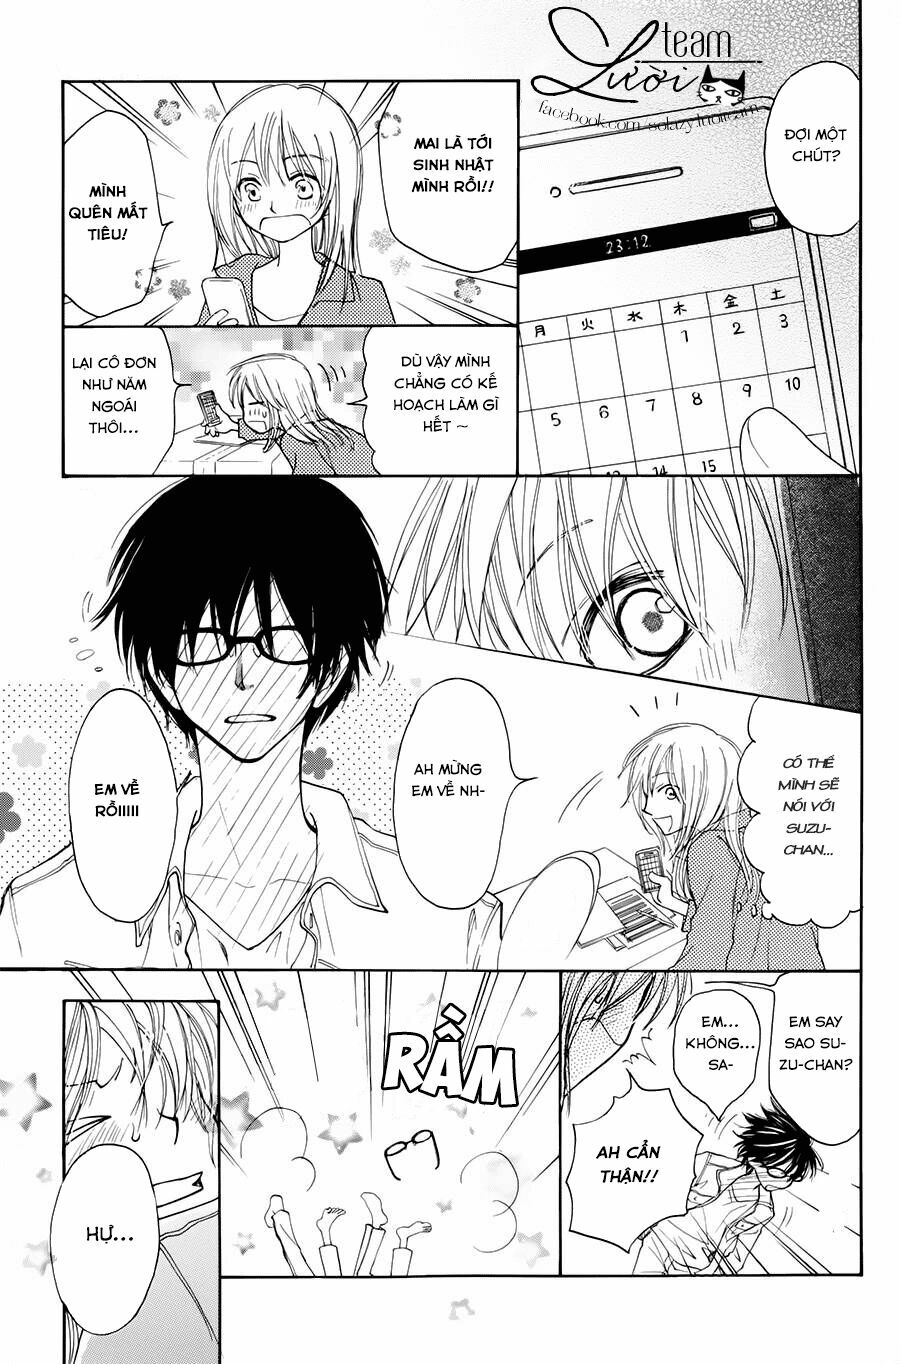 team
Lười
facebook.com/solazy.luoiteam
ĐỢI MỘT
CHÚT?
23:12
月 火 水 木 金 土
1 2 3
5 6 7 8 9 10
13 14 15
MAI LÀ TỚI
SINH NHẬT
MÌNH RỒI!!
MÌNH
QUÊN MẤT
TIÊU!
DÙ VẬY MÌNH
CHẲNG CÓ KẾ
HOẠCH LÀM GÌ
HẾT ~
LẠI CÔ ĐƠN
NHƯ NĂM
NGOÁI
THÔI...
CÓ THỂ
MÌNH SẼ
NÓI VỚI
SUZU-
CHAN...
AH MỪNG
EM VỀ NH-
EM VỀ
RỒIIIII
EM SAY
SAO SU-
ZU-CHAN?
EM...
KHÔNG...
SA-
AH CẨN
THẬN!!
RẦM
HỰ...